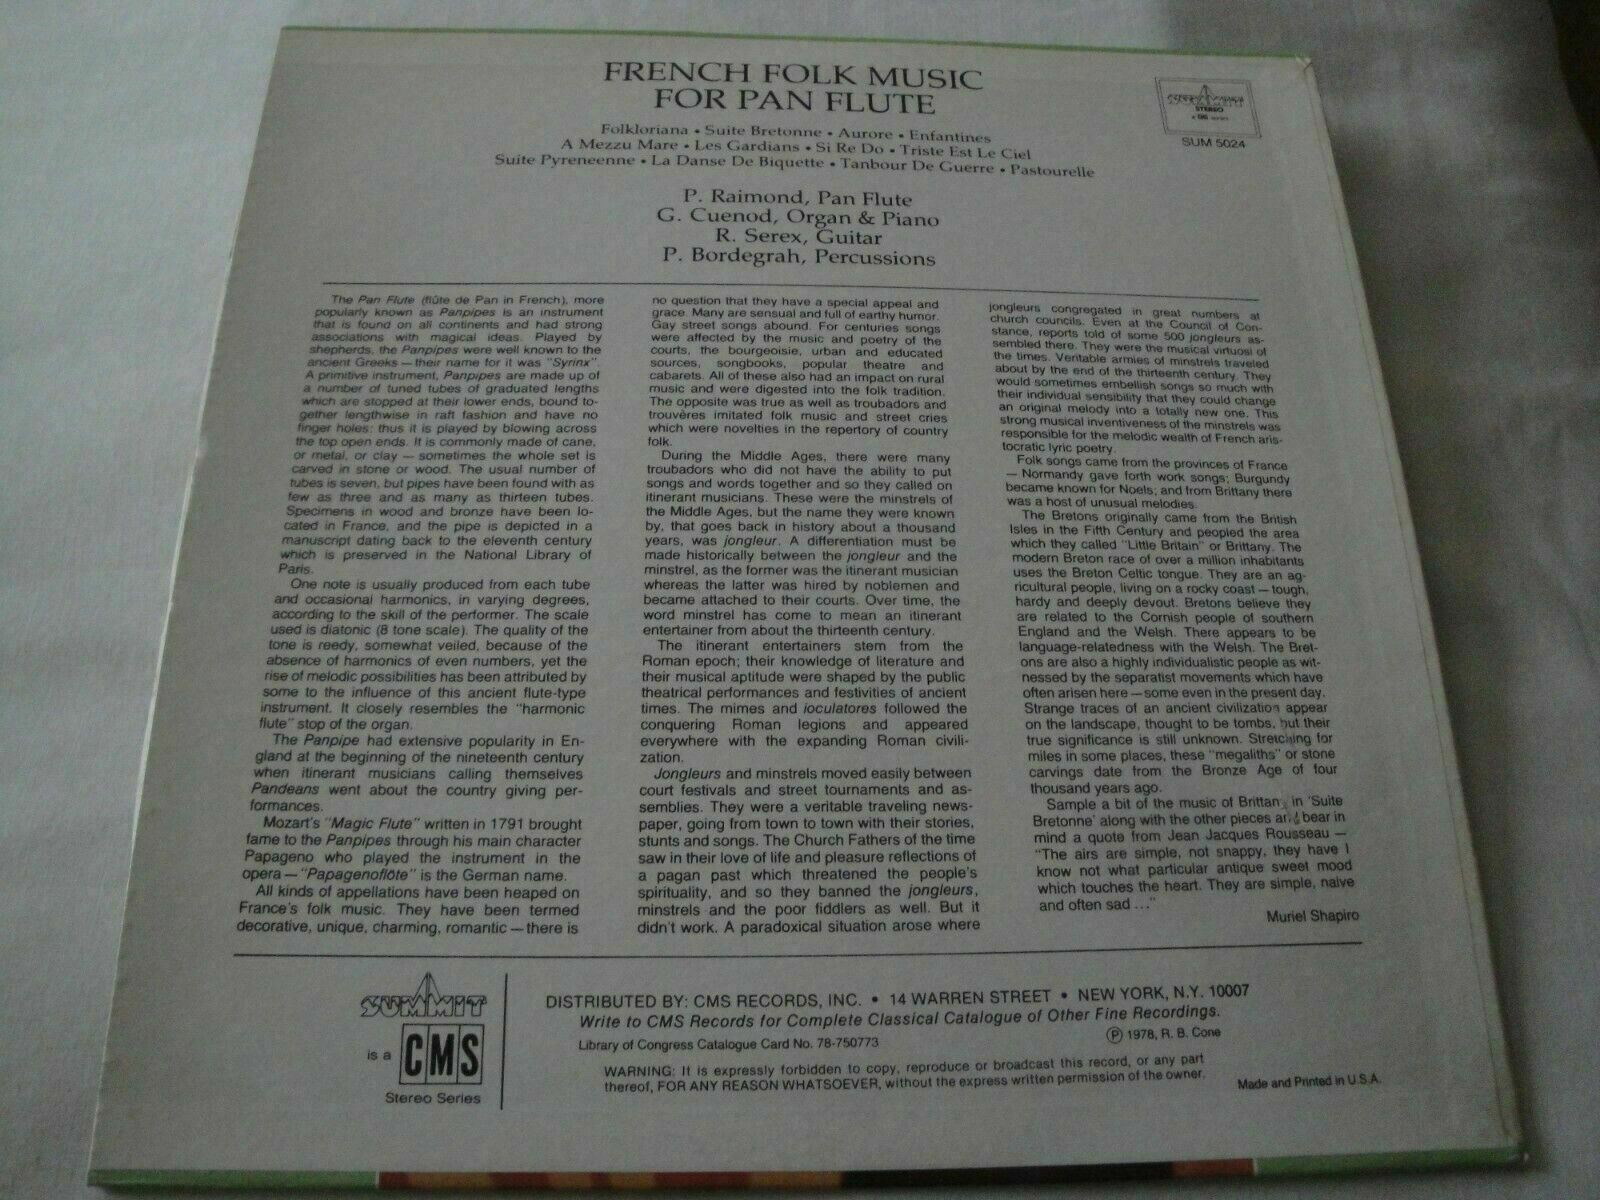 FRENCH FOLK MUSIC
FOR PAN FLUTE
Folkloriana • Suite Bretonne • Aurore • Enfantines
A Mezzu Mare • Les Gardians • Si Re Do • Triste Est Le Ciel
Suite Pyreneenne • La Danse De Biquette • Tanbour De Guerre • Pastourelle
STEREO
SUM 5024
P. Raimond, Pan Flute
G. Cuenod, Organ & Piano
R. Serex, Guitar
P. Bordegrah, Percussions
The Pan Flute (flûte de Pan in French), more
popularly known as Panpipes is an instrument
that is found on all continents and had strong
associations with magical ideas. Played by
shepherds, the Panpipes were well known to the
ancient Greeks — their name for it was "Syrinx".
A primitive instrument, Panpipes are made up of
a number of tuned tubes of graduated lengths
which are stopped at their lower ends, bound to-
gether lengthwise in raft fashion and have no
finger holes: thus it is played by blowing across
the top open ends. It is commonly made of cane,
or metal, or clay — sometimes the whole set is
carved in stone or wood. The usual number of
tubes is seven, but pipes have been found with as
few as three and as many as thirteen tubes.
Specimens in wood and bronze have been lo-
cated in France, and the pipe is depicted in a
manuscript dating back to the eleventh century
which is preserved in the National Library of
Paris.
One note is usually produced from each tube
and occasional harmonics, in varying degrees,
according to the skill of the performer. The scale
used is diatonic (8 tone scale). The quality of the
tone is reedy, somewhat veiled, because of the
absence of harmonics of even numbers, yet the
rise of melodic possibilities has been attributed by
some to the influence of this ancient flute-type
instrument. It closely resembles the "harmonic
flute" stop of the organ.
The Panpipe had extensive popularity in En-
gland at the beginning of the nineteenth century
when itinerant musicians calling themselves
Pandeans went about the country giving per-
formances.
Mozart's "Magic Flute" written in 1791 brought
fame to the Panpipes through his main character
Papageno who played the instrument in the
opera — "Papagenoflöte" is the German name.
All kinds of appellations have been heaped on
France's folk music. They have been termed
decorative, unique, charming, romantic — there is
no question that they have a special appeal and
grace. Many are sensual and full of earthy humor.
Gay street songs abound. For centuries songs
were affected by the music and poetry of the
courts, the bourgeoisie, urban and educated
sources, songbooks, popular theatre and
cabarets. All of these also had an impact on rural
music and were digested into the folk tradition.
The opposite was true as well as troubadors and
trouvères imitated folk music and street cries
which were novelties in the repertory of country
folk.
During the Middle Ages, there were many
troubadors who did not have the ability to put
songs and words together and so they called on
itinerant musicians. These were the minstrels of
the Middle Ages, but the name they were known
by, that goes back in history about a thousand
years, was jongleur. A differentiation must be
made historically between the jongleur and the
minstrel, as the former was the itinerant musician
whereas the latter was hired by noblemen and
became attached to their courts. Over time, the
word minstrel has come to mean an itinerant
entertainer from about the thirteenth century.
The itinerant entertainers stem from the
Roman epoch; their knowledge of literature and
their musical aptitude were shaped by the public
theatrical performances and festivities of ancient
times. The mimes and ioculatores followed the
conquering Roman legions and appeared
everywhere with the expanding Roman civili-
zation.
Jongleurs and minstrels moved easily between
court festivals and street tournaments and as-
semblies. They were a veritable traveling news-
paper, going from town to town with their stories,
stunts and songs. The Church Fathers of the time
saw in their love of life and pleasure reflections of
a pagan past which threatened the people's
spirituality, and so they banned the jongleurs,
minstrels and the poor fiddlers as well. But it
didn't work. A paradoxical situation arose where
jongleurs congregated in great numbers at
church councils. Even at the Council of Con-
stance, reports told of some 500 jongleurs as-
sembled there. They were the musical virtuosi of
the times. Veritable armies of minstrels traveled
about by the end of the thirteenth century. They
would sometimes embellish songs so much with
their individual sensibility that they could change
an original melody into a totally new one. This
strong musical inventiveness of the minstrels was
responsible for the melodic wealth of French aris-
tocratic lyric poetry.
Folk songs came from the provinces of France
— Normandy gave forth work songs; Burgundy
became known for Noels; and from Brittany there
was a host of unusual melodies.
The Bretons originally came from the British
Isles in the Fifth Century and peopled the area
which they called "Little Britain" or Brittany. The
modern Breton race of over a million inhabitants
uses the Breton Celtic tongue. They are an ag-
ricultural people, living on a rocky coast — tough,
hardy and deeply devout. Bretons believe they
are related to the Cornish people of southern
England and the Welsh. There appears to be
language-relatedness with the Welsh. The Bret-
ons are also a highly individualistic people as wit-
nessed by the separatist movements which have
often arisen here — some even in the present day.
Strange traces of an ancient civilization appear
on the landscape, thought to be tombs, but their
true significance is still unknown. Stretching for
miles in some places, these "megaliths" or stone
carvings date from the Bronze Age of four
thousand years ago.
Sample a bit of the music of Brittany in 'Suite
Bretonne' along with the other pieces and bear in
mind a quote from Jean Jacques Rousseau —
"The airs are simple, not snappy, they have I
know not what particular antique sweet mood
which touches the heart. They are simple, naive
and often sad ..."
Muriel Shapiro
SUMMIT
is a CMS
Stereo Series
DISTRIBUTED BY: CMS RECORDS, INC. • 14 WARREN STREET • NEW YORK, N.Y. 10007
Write to CMS Records for Complete Classical Catalogue of Other Fine Recordings.
Ⓟ 1978, R. B. Cone
Library of Congress Catalogue Card No. 78-750773
WARNING: It is expressly forbidden to copy, reproduce or broadcast this record, or any part
thereof, FOR ANY REASON WHATSOEVER, without the express written permission of the owner.
Made and Printed in U.S.A.